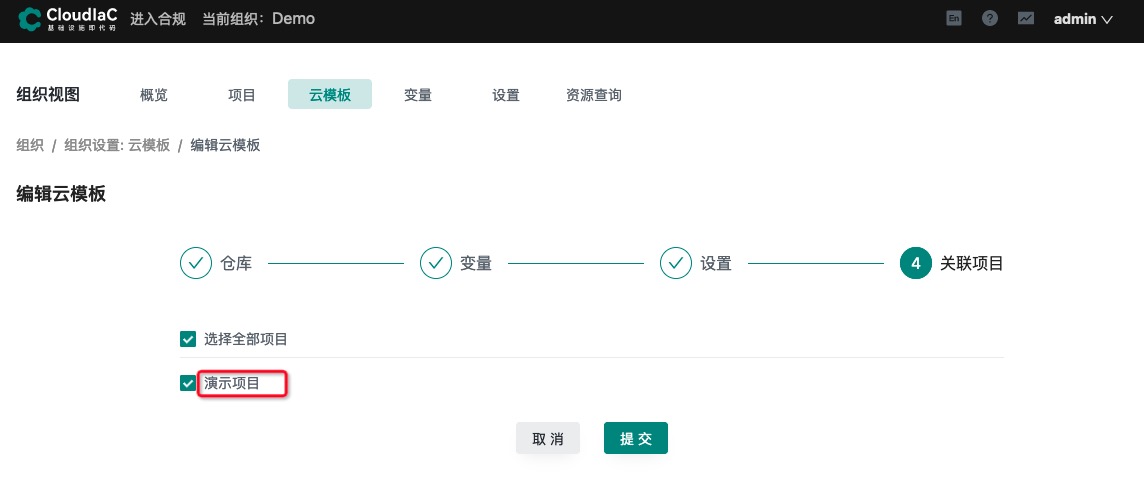 CloudIaC
基础设施即代码
进入合规 当前组织：Demo
En ? admin
组织视图 概览 项目 云模板 变量 设置 资源查询
组织 / 组织设置: 云模板 / 编辑云模板
编辑云模板
仓库 变量 设置 4 关联项目
选择全部项目
演示项目
取 消 提 交